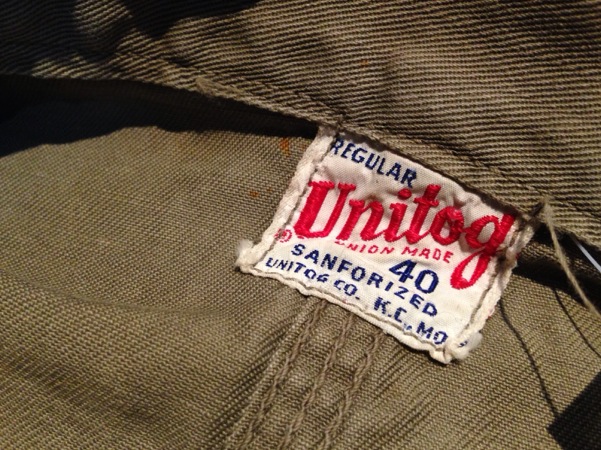 REGULAR
Unitog
® UNION MADE
40
SANFORIZED
UNITOG CO. K.C., MO